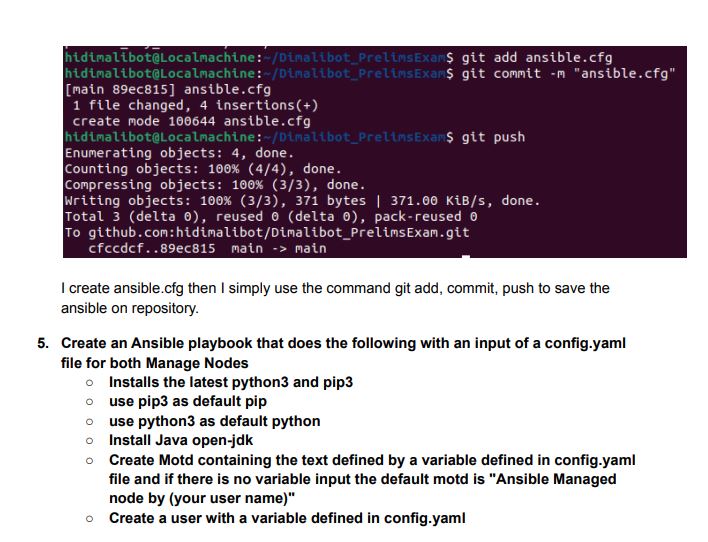 hidimalibot@Localmachine:~/Dimalibot_PrelimsExam$ git add ansible.cfg
hidimalibot@Localmachine:~/Dimalibot_PrelimsExam$ git commit -m "ansible.cfg"
[main 89ec815] ansible.cfg
1 file changed, 4 insertions(+)
create mode 100644 ansible.cfg
hidimalibot@Localmachine:~/Dimalibot_PrelimsExam$ git push
Enumerating objects: 4, done.
Counting objects: 100% (4/4), done.
Compressing objects: 100% (3/3), done.
Writing objects: 100% (3/3), 371 bytes | 371.00 KiB/s, done.
Total 3 (delta 0), reused 0 (delta 0), pack-reused 0
To github.com:hidimalibot/Dimalibot_PrelimsExam.git
cfccdcf..89ec815 main -> main
I create ansible.cfg then I simply use the command git add, commit, push to save the
ansible on repository.
5. Create an Ansible playbook that does the following with an input of a config.yaml
file for both Manage Nodes
○ Installs the latest python3 and pip3
○ use pip3 as default pip
○ use python3 as default python
○ Install Java open-jdk
○ Create Motd containing the text defined by a variable defined in config.yaml
file and if there is no variable input the default motd is "Ansible Managed
node by (your user name)"
○ Create a user with a variable defined in config.yaml